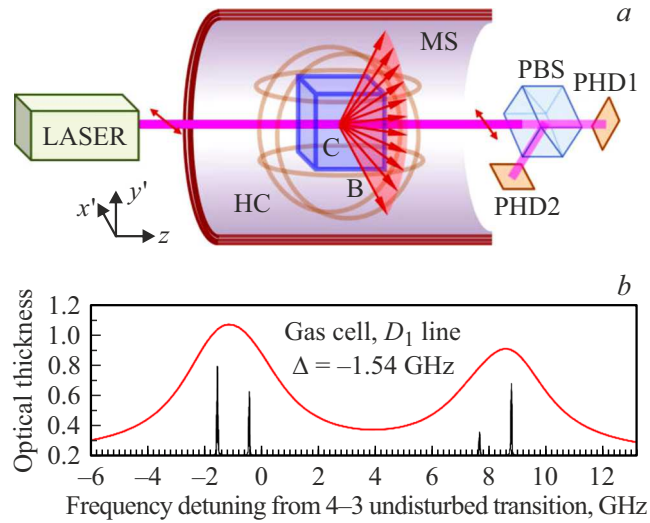 a
MS
PBS
PHD1
LASER
C
B
HC
PHD2
x'
y'
z
b
1.2
1.0
0.8
0.6
0.4
0.2
Optical thickness
Gas cell, D₁ line
Δ = –1.54 GHz
–6 –4 –2 0 2 4 6 8 10 12
Frequency detuning from 4–3 undisturbed transition, GHz